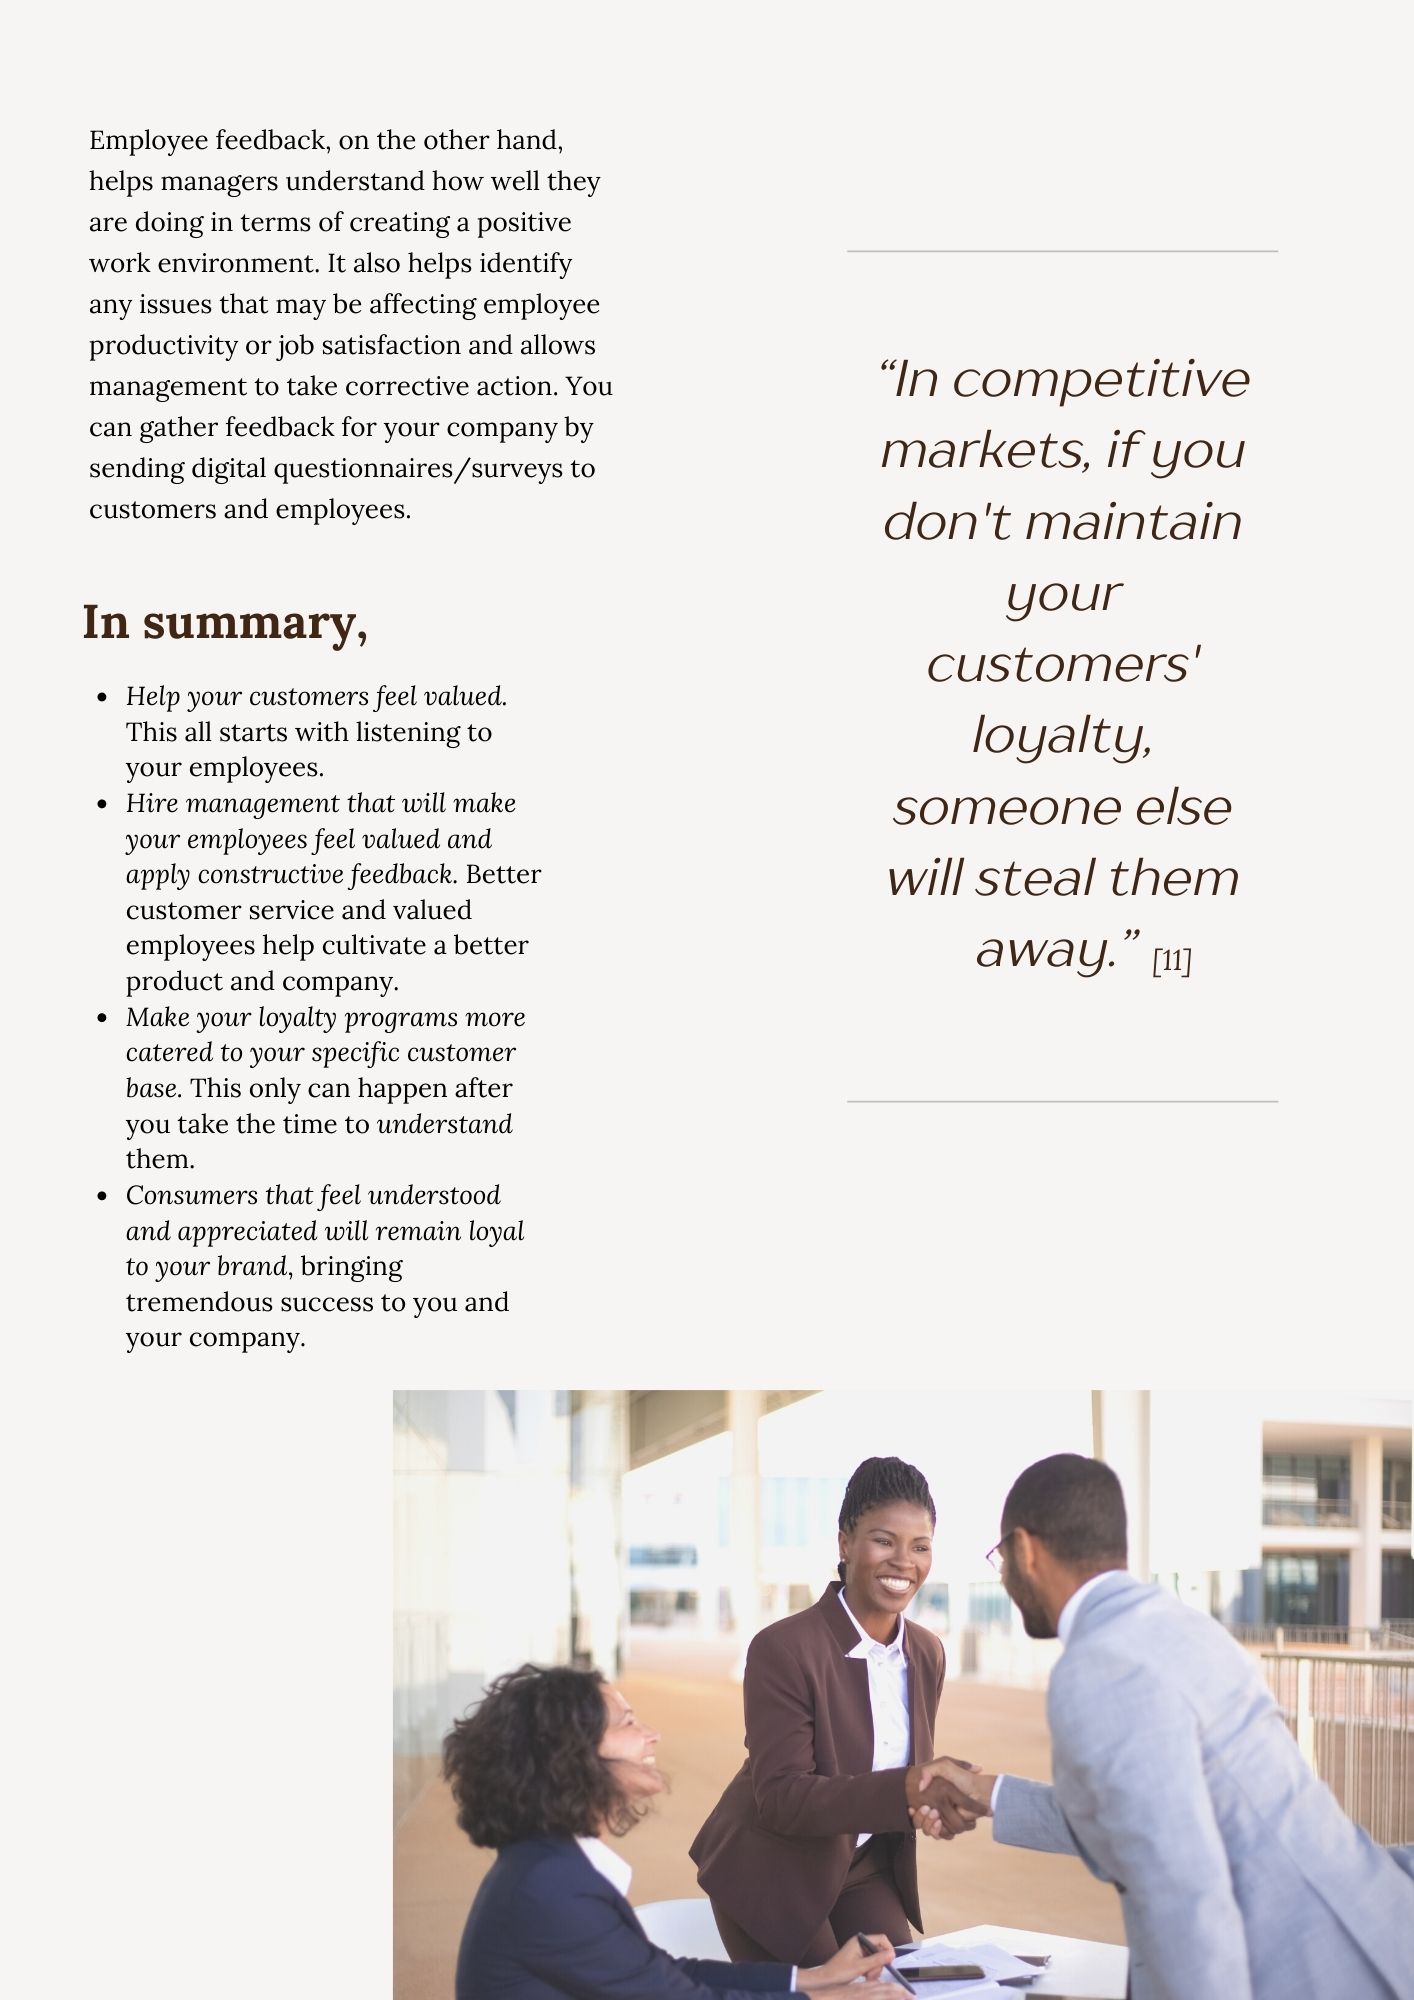 Employee feedback, on the other hand,
helps managers understand how well they
are doing in terms of creating a positive
work environment. It also helps identify
any issues that may be affecting employee
productivity or job satisfaction and allows
management to take corrective action. You
can gather feedback for your company by
sending digital questionnaires/surveys to
customers and employees.
In summary,
• Help your customers feel valued.
This all starts with listening to
your employees.
• Hire management that will make
your employees feel valued and
apply constructive feedback. Better
customer service and valued
employees help cultivate a better
product and company.
• Make your loyalty programs more
catered to your specific customer
base. This only can happen after
you take the time to understand
them.
• Consumers that feel understood
and appreciated will remain loyal
to your brand, bringing
tremendous success to you and
your company.
“In competitive
markets, if you
don't maintain
your
customers'
loyalty,
someone else
will steal them
away.” [11]